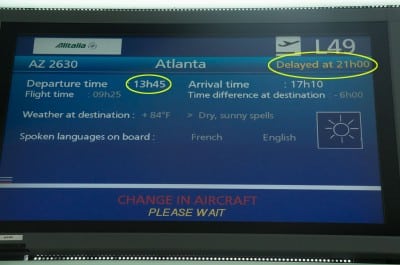 Alitalia
L49
AZ 2630 Atlanta Delayed at 21h00
Departure time 13h45 Arrival time : 17h10
Flight time : 09h25 Time difference at destination : -6h00
Weather at destination : + 84°F > Dry, sunny spells
Spoken languages on board : French English
CHANGE IN AIRCRAFT
PLEASE WAIT